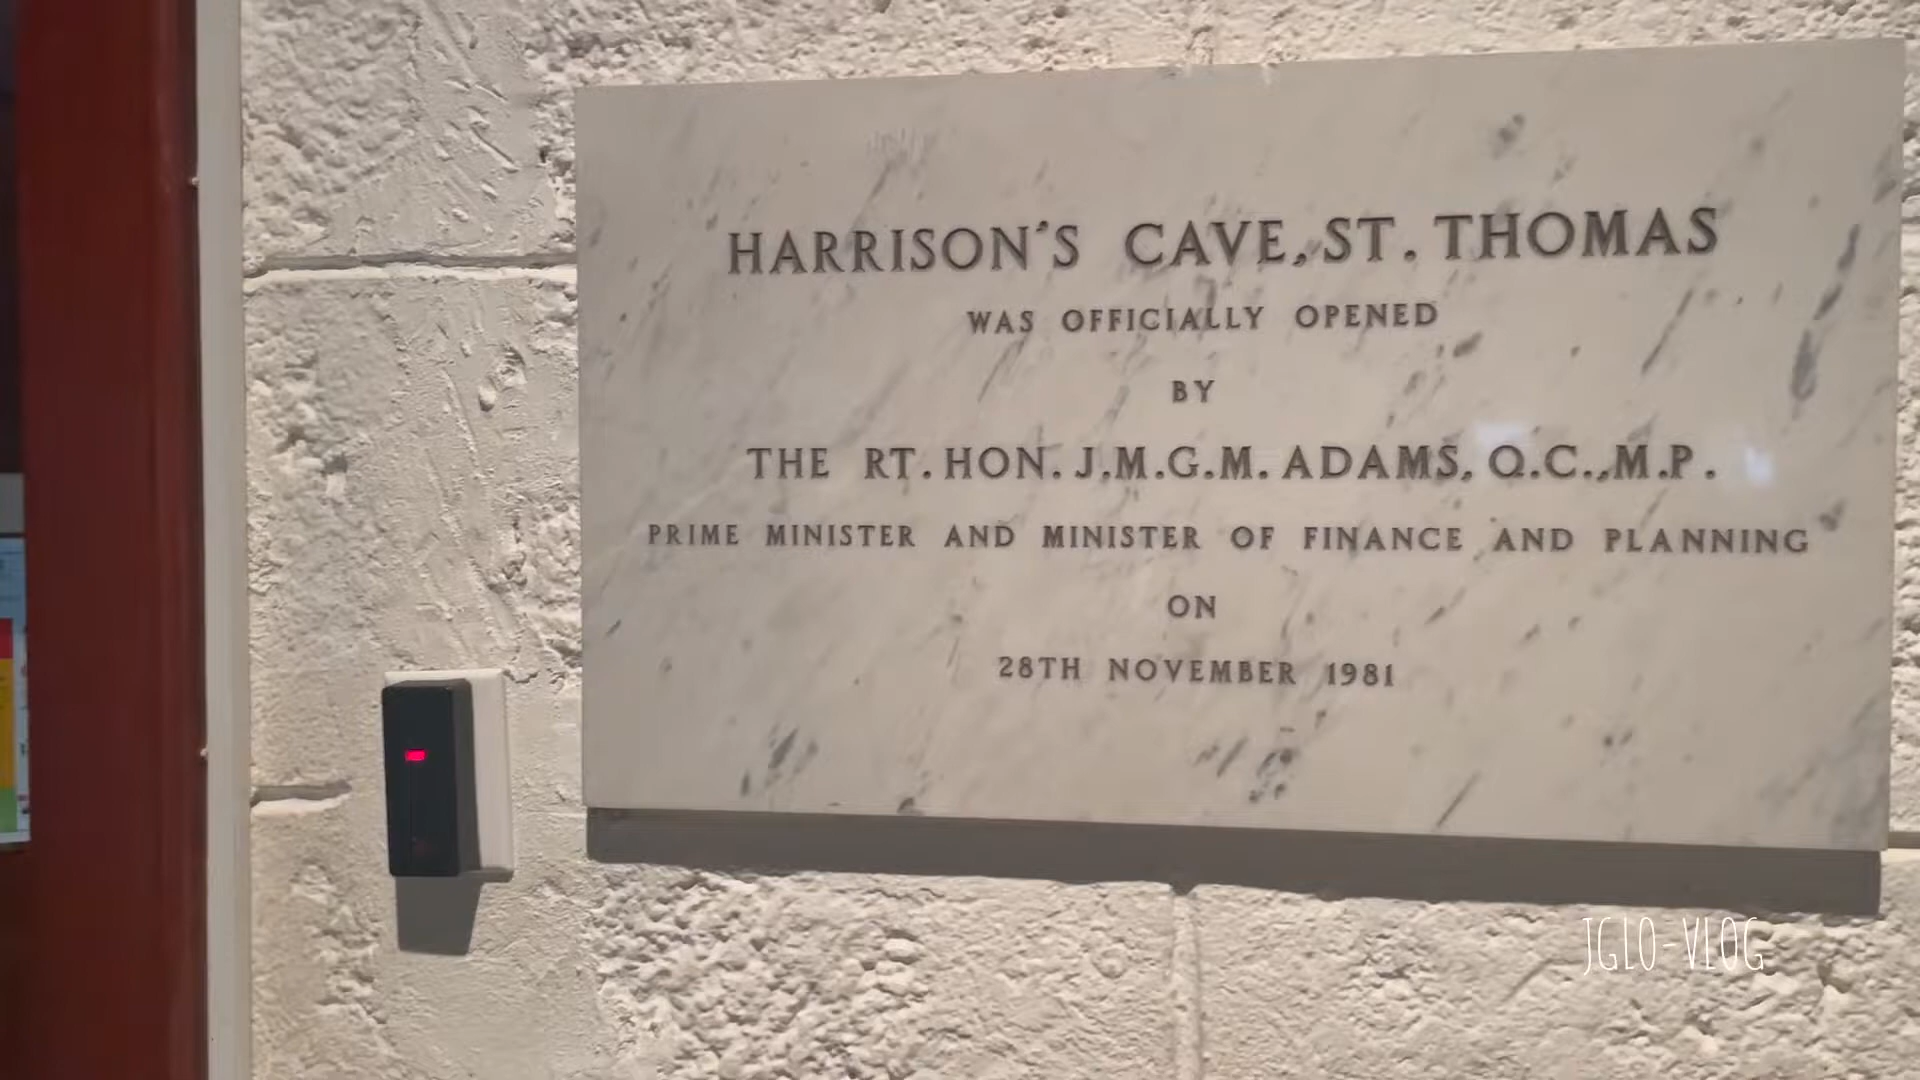 HARRISON'S CAVE, ST. THOMAS
WAS OFFICIALLY OPENED
BY
THE RT. HON. J.M.G.M. ADAMS, Q.C., M.P.
PRIME MINISTER AND MINISTER OF FINANCE AND PLANNING
ON
28TH NOVEMBER 1981
JGLO-VLOG